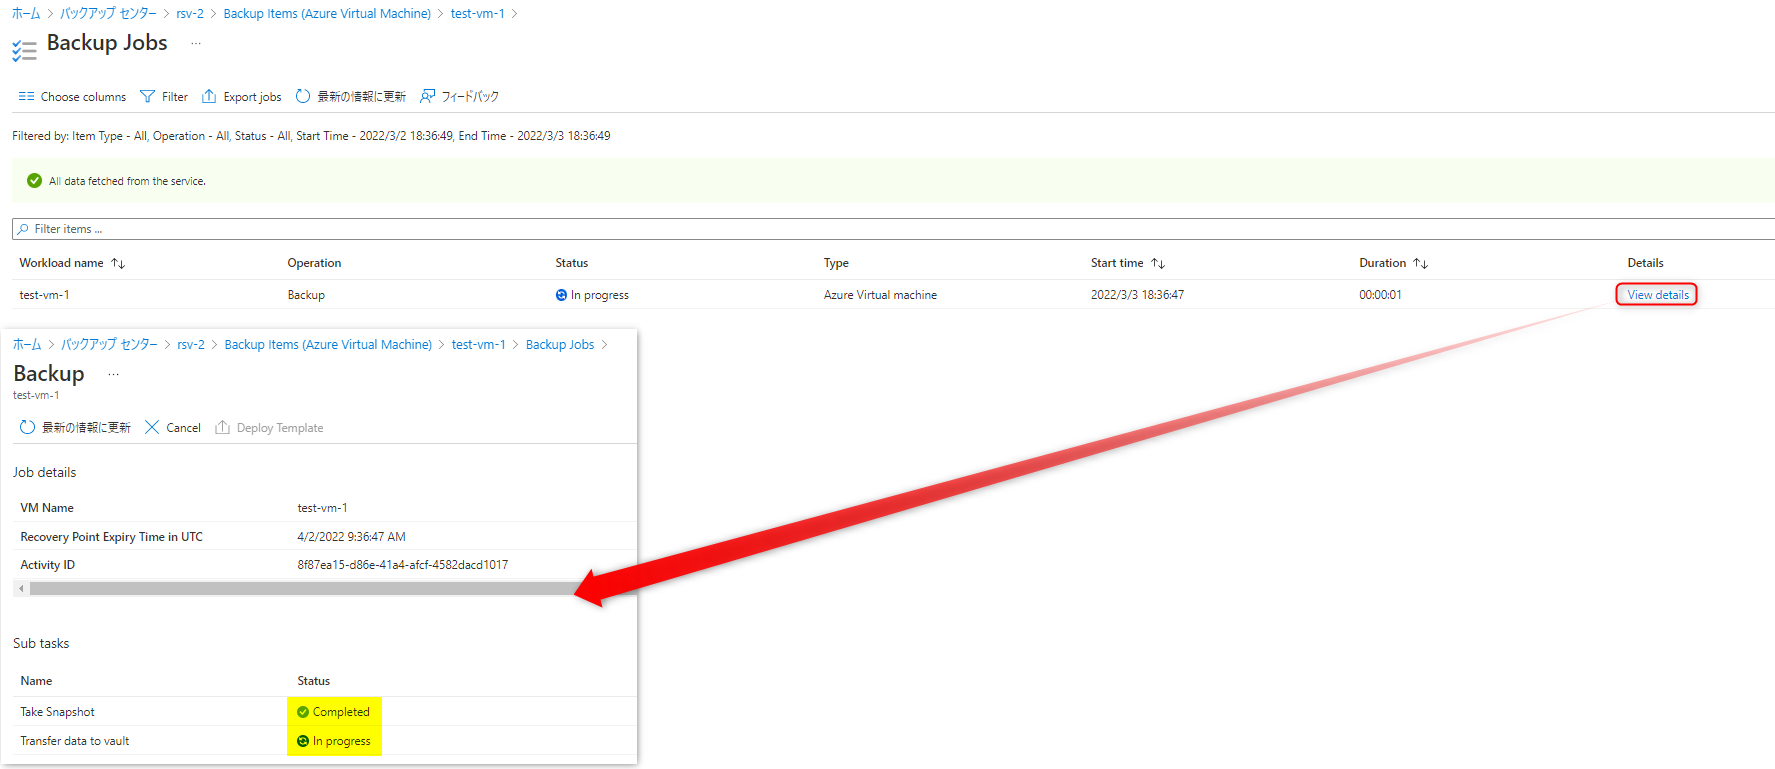 ホーム > バックアップ センター > rsv-2 > Backup Items (Azure Virtual Machine) > test-vm-1 >
Backup Jobs ...
Choose columns Filter Export jobs 最新の情報に更新 フィードバック
Filtered by: Item Type - All, Operation - All, Status - All, Start Time - 2022/3/2 18:36:49, End Time - 2022/3/3 18:36:49
All data fetched from the service.
Filter items ...
Workload name ↑↓ Operation Status Type Start time ↑↓ Duration ↑↓ Details
test-vm-1 Backup In progress Azure Virtual machine 2022/3/3 18:36:47 00:00:01 View details
ホーム > バックアップ センター > rsv-2 > Backup Items (Azure Virtual Machine) > test-vm-1 > Backup Jobs >
Backup ...
test-vm-1
最新の情報に更新 Cancel Deploy Template
Job details
VM Name test-vm-1
Recovery Point Expiry Time in UTC 4/2/2022 9:36:47 AM
Activity ID 8f87ea15-d86e-41a4-afcf-4582dacd1017
Sub tasks
Name Status
Take Snapshot Completed
Transfer data to vault In progress